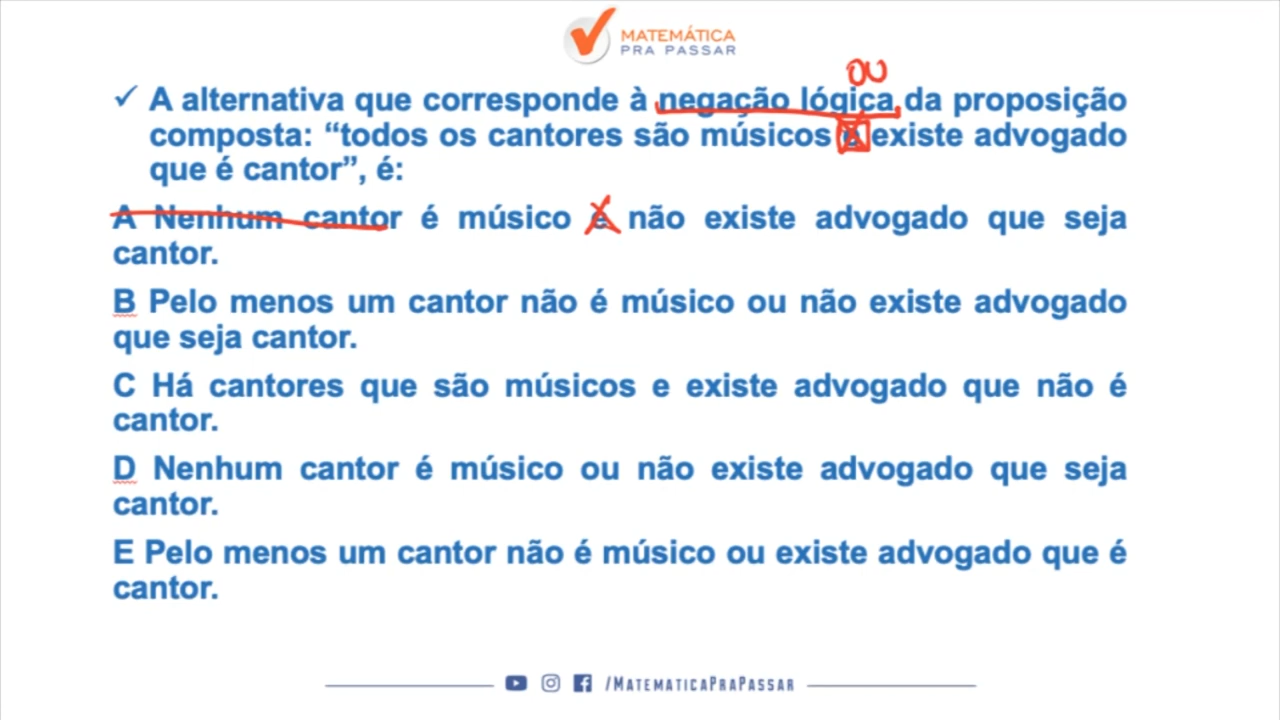 MATEMÁTICA
PRA PASSAR
OU
✓ A alternativa que corresponde à negação lógica, da proposição
composta: “todos os cantores são músicos e existe advogado
que é cantor”, é:
A Nenhum cantor é músico e não existe advogado que seja
cantor.
B Pelo menos um cantor não é músico ou não existe advogado
que seja cantor.
C Há cantores que são músicos e existe advogado que não é
cantor.
D Nenhum cantor é músico ou não existe advogado que seja
cantor.
E Pelo menos um cantor não é músico ou existe advogado que é
cantor.
/MatematicaPraPassar